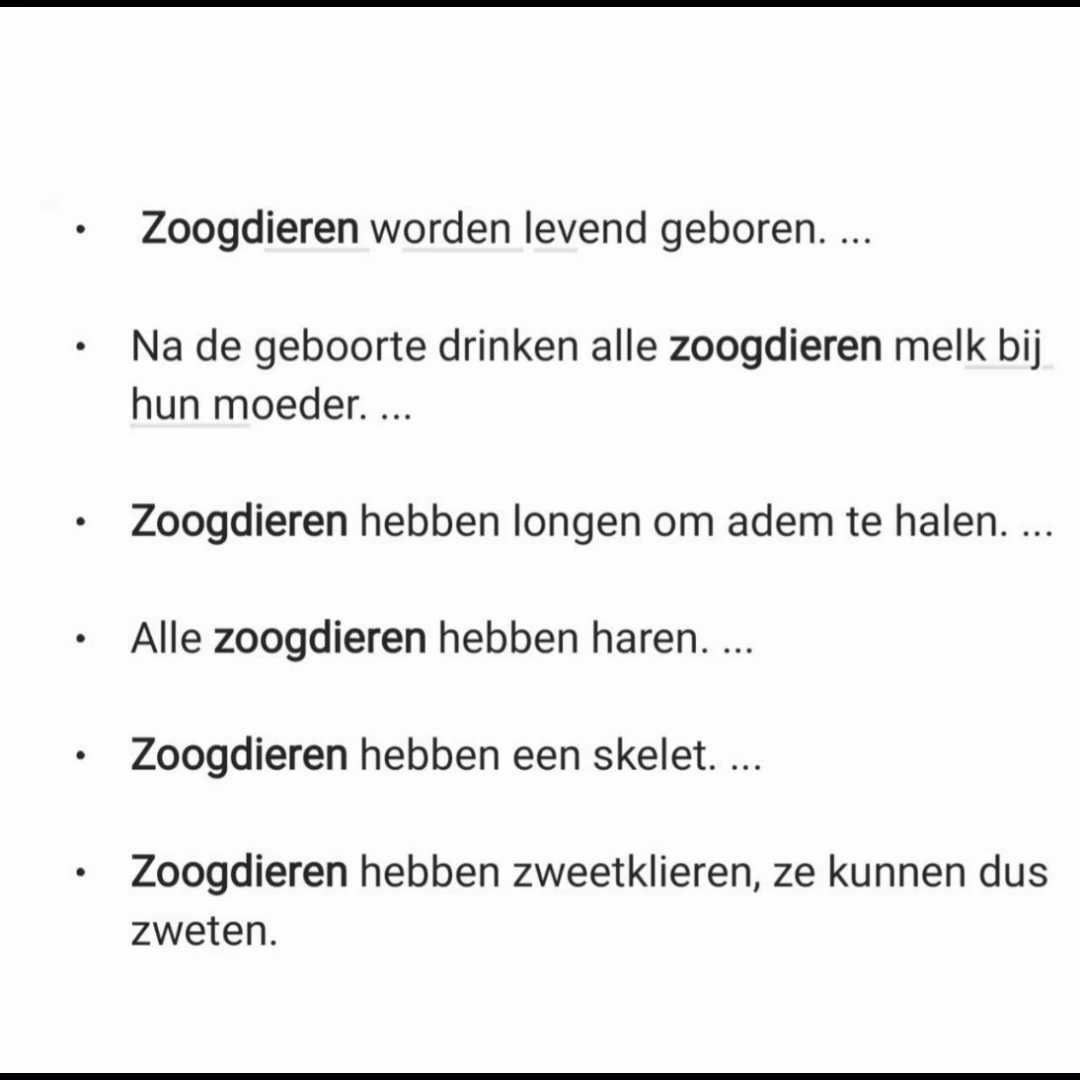 • Zoogdieren worden levend geboren. ...
• Na de geboorte drinken alle zoogdieren melk bij
hun moeder. ...
• Zoogdieren hebben longen om adem te halen. ...
• Alle zoogdieren hebben haren. ...
• Zoogdieren hebben een skelet. ...
• Zoogdieren hebben zweetklieren, ze kunnen dus
zweten.